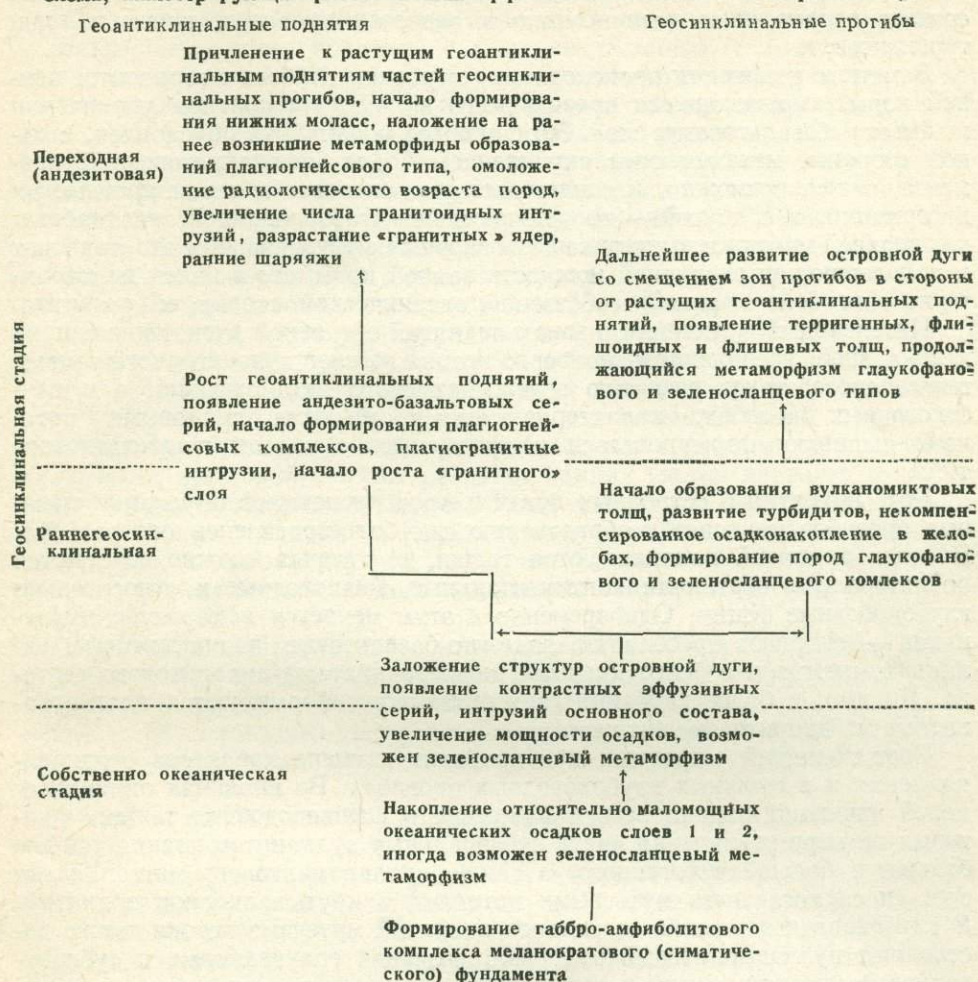 Геоантиклинальные поднятия
Геосинклинальные прогибы
Причленение к растущим геоантикли-
нальным поднятиям частей геосинкли-
нальных прогибов, начало формирова-
ния нижних моласс, наложение на ра-
нее возникшие метаморфиды образова-
ний плагиогнейсового типа, омоложе-
ние радиологического возраста пород,
увеличение числа гранитоидных инт-
рузий, разрастание «гранитных» ядер,
ранние шаряяжи
Переходная
(андезитовая)
Дальнейшее развитие островной дуги
со смещением зон прогибов в стороны
от растущих геоантиклинальных под-
нятий, появление терригенных, фли-
шоидных и флишевых толщ, продол-
жающийся метаморфизм глаукофано-
вого и зеленосланцевого типов
Геосинклинальная стадия
Рост геоантиклинальных поднятий,
появление андезито-базальтовых се-
рий, начало формирования плагиогней-
совых комплексов, плагиогранитные
интрузии, начало роста «гранитного»
слоя
Раннегеосин-
клинальная
Начало образования вулканомиктовых
толщ, развитие турбидитов, некомпен-
сированное осадконакопление в жело-
бах, формирование пород глаукофано-
вого и зеленосланцевого комлексов
Заложение структур островной дуги,
появление контрастных эффузивных
серий, интрузий основного состава,
увеличение мощности осадков, возмо-
жен зеленосланцевый метаморфизм
Собственно океаническая
стадия
Накопление относительно маломощных
океанических осадков слоев 1 и 2,
иногда возможен зеленосланцевый ме-
таморфизм
Формирование габбро-амфиболитового
комплекса меланократового (симатиче-
ского) фундамента